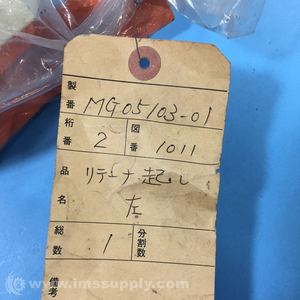 製番 MG05103-01
桁番 2 図番 1011
品名 リテーナ起し
左
総数 1 分割数
備考
www.imssupply.com